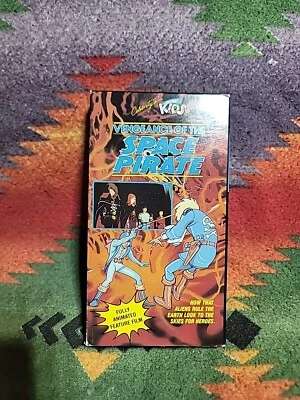 Celebrity's
KIDS
VENGEANCE OF THE
SPACE
PIRATE
FULLY
ANIMATED
FEATURE FILM
NOW THAT
ALIENS RULE THE
EARTH LOOK TO THE
SKIES FOR HEROES.